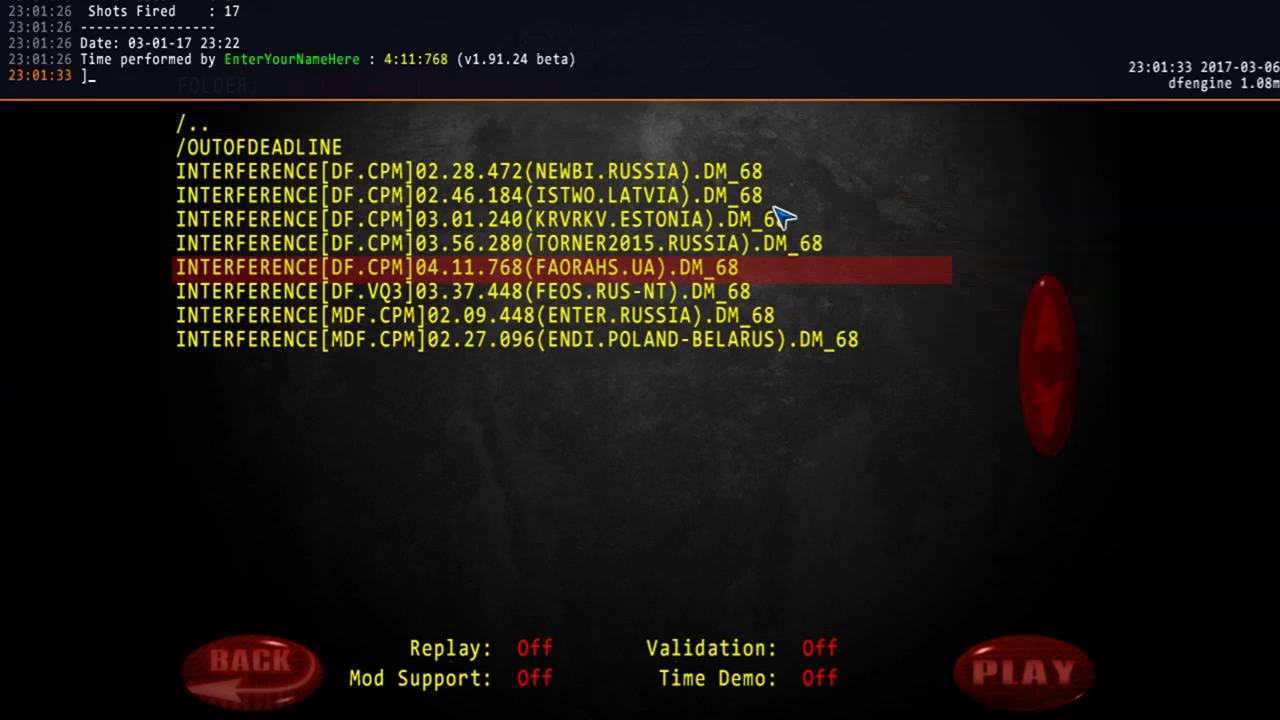 23:01:26 Shots Fired : 17
23:01:26 -----------------
23:01:26 Date: 03-01-17 23:22
23:01:26 Time performed by EnterYourNameHere : 4:11:768 (v1.91.24 beta)
23:01:33 ]_
23:01:33 2017-03-06
dfengine 1.08m
FOLDER:
/..
/OUTOFDEADLINE
INTERFERENCE[DF.CPM]02.28.472(NEWBI.RUSSIA).DM_68
INTERFERENCE[DF.CPM]02.46.184(ISTWO.LATVIA).DM_68
INTERFERENCE[DF.CPM]03.01.240(KRVRKV.ESTONIA).DM_6
INTERFERENCE[DF.CPM]03.56.280(TORNER2015.RUSSIA).DM_68
INTERFERENCE[DF.CPM]04.11.768(FAORAHS.UA).DM_68
INTERFERENCE[DF.VQ3]03.37.448(FEOS.RUS-NT).DM_68
INTERFERENCE[MDF.CPM]02.09.448(ENTER.RUSSIA).DM_68
INTERFERENCE[MDF.CPM]02.27.096(ENDI.POLAND-BELARUS).DM_68
Replay: Off Validation: Off
Mod Support: Off Time Demo: Off
BACK
PLAY